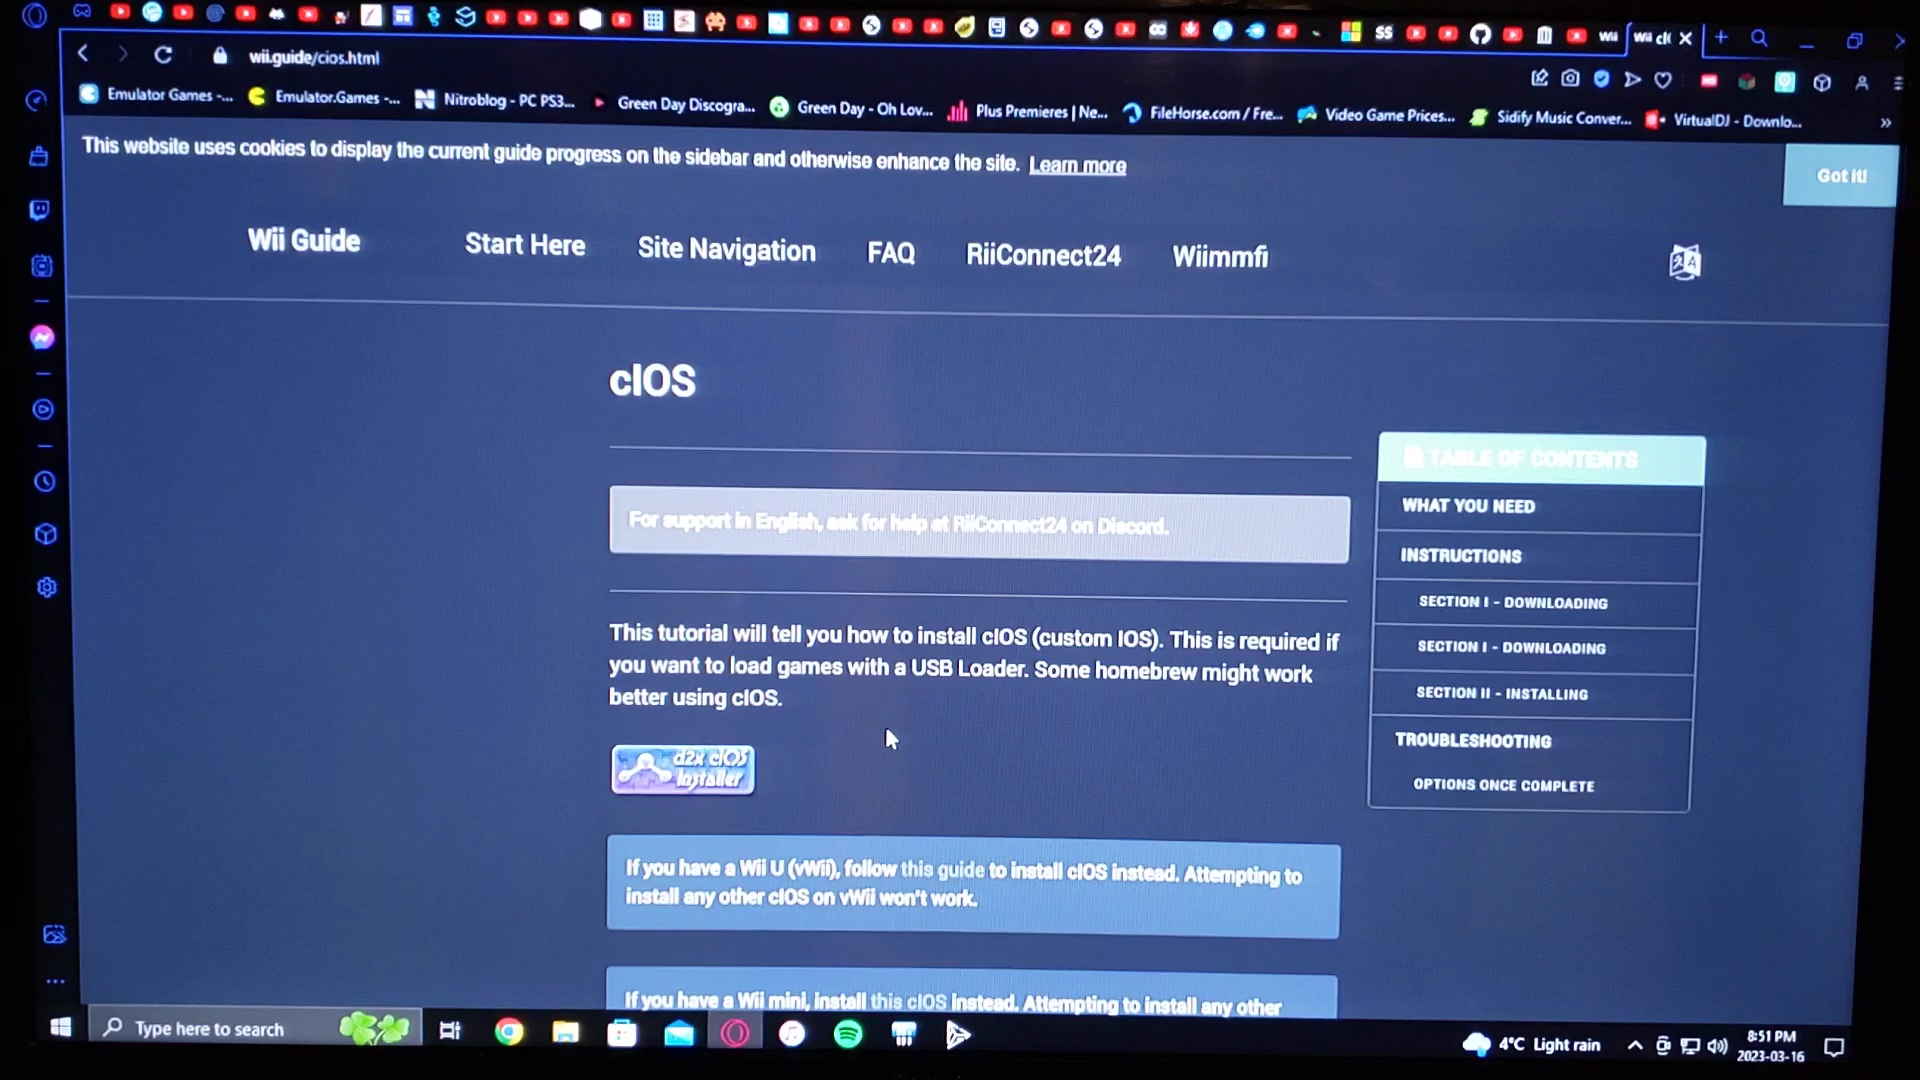 SS
Wii
Wii cI
wii.guide/cios.html
Emulator Games -...
Emulator.Games -...
Nitroblog - PC PS3...
Green Day Discogra...
Green Day - Oh Lov...
Plus Premieres | Ne...
FileHorse.com / Fre...
Video Game Prices...
Sidify Music Conver...
VirtualDJ - Downlo...
»
This website uses cookies to display the current guide progress on the sidebar and otherwise enhance the site. Learn more
Got it!
Wii Guide
Start Here
Site Navigation
FAQ
RiiConnect24
Wiimmfi
cIOS
For support in English, ask for help at RiiConnect24 on Discord.
This tutorial will tell you how to install cIOS (custom IOS). This is required if
you want to load games with a USB Loader. Some homebrew might work
better using cIOS.
d2x cIOS
Installer
If you have a Wii U (vWii), follow this guide to install cIOS instead. Attempting to
install any other cIOS on vWii won't work.
If you have a Wii mini, install this cIOS instead. Attempting to install any other
TABLE OF CONTENTS
WHAT YOU NEED
INSTRUCTIONS
SECTION I - DOWNLOADING
SECTION I - DOWNLOADING
SECTION II - INSTALLING
TROUBLESHOOTING
OPTIONS ONCE COMPLETE
Type here to search
4°C Light rain
8:51 PM
2023-03-16